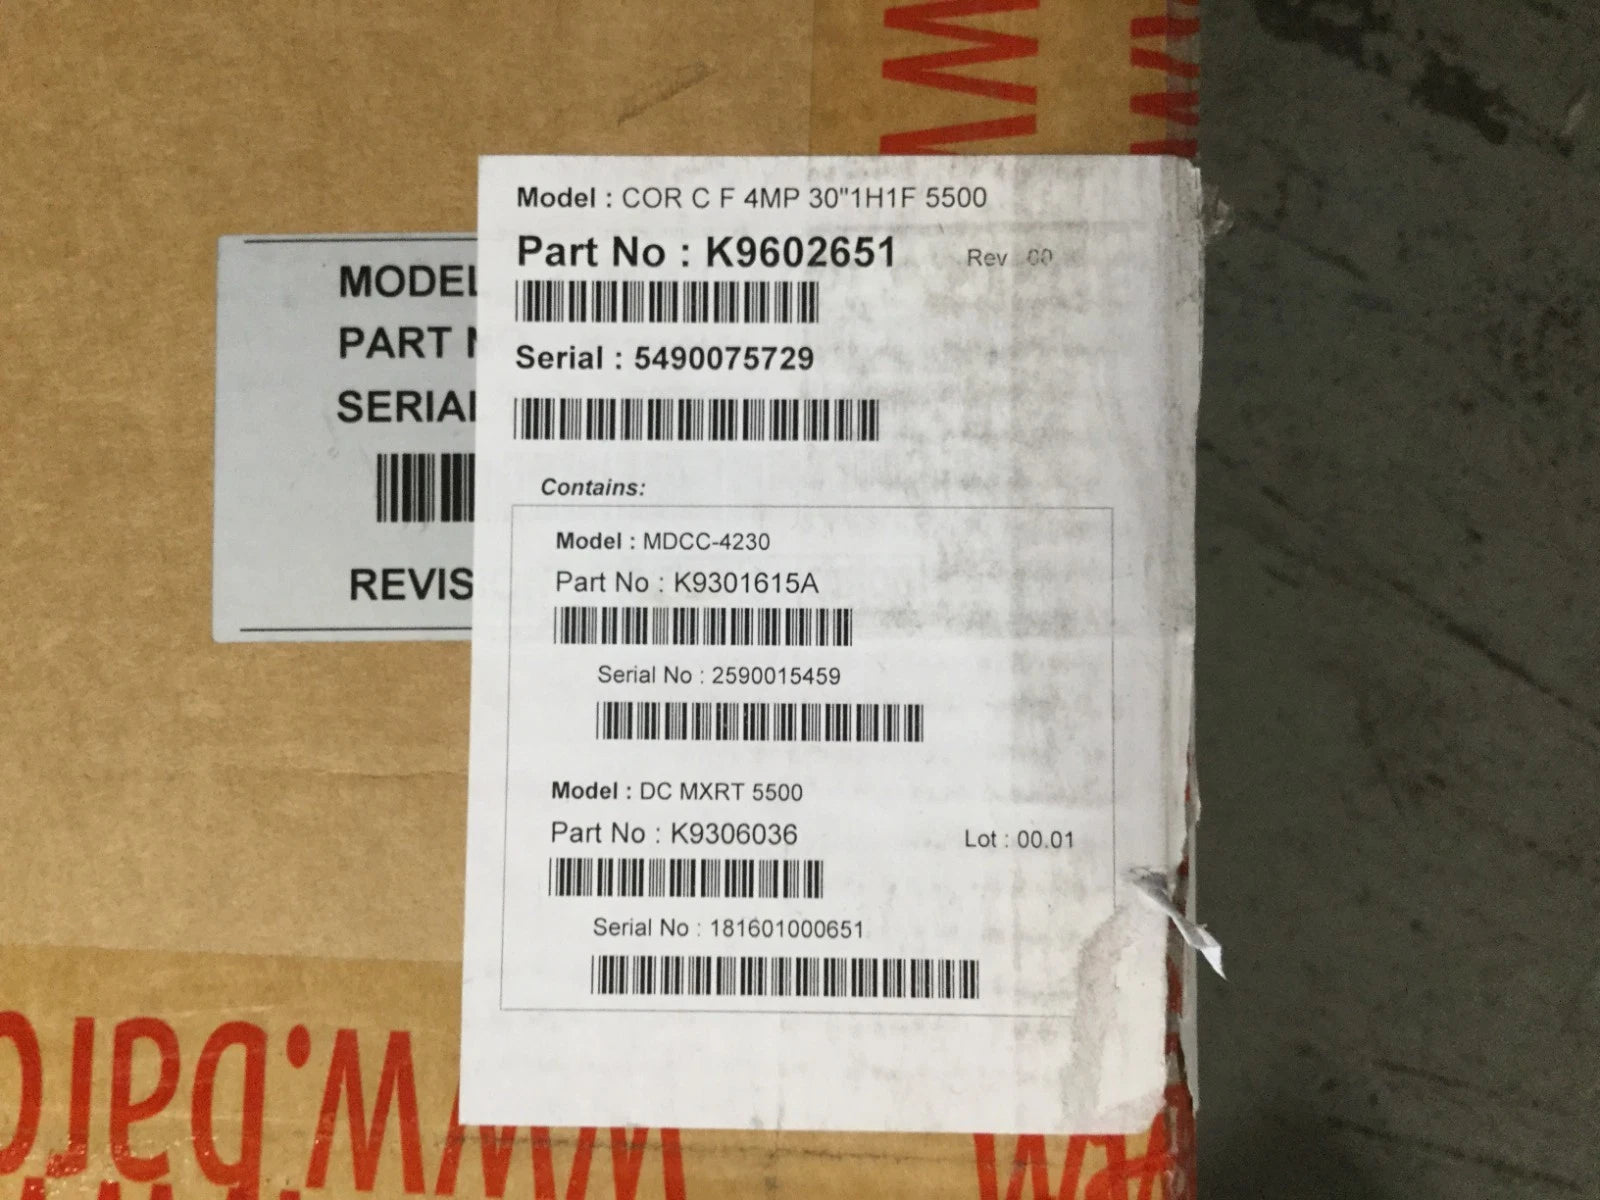 Model : COR C F 4MP 30"1H1F 5500
Part No : K9602651 Rev 00
Serial : 5490075729
Contains:
Model : MDCC-4230
Part No : K9301615A
Serial No : 2590015459
Model : DC MXRT 5500
Part No : K9306036 Lot : 00.01
Serial No : 181601000651
MODEL
PART N
SERIAL
REVIS
www.barc